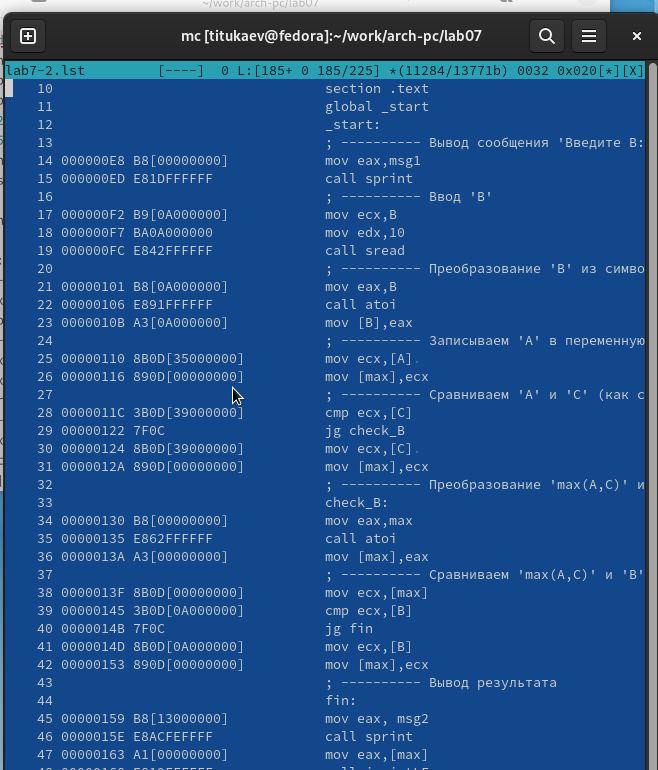 ~/work/arch-pc/lab07
mc [titukaev@fedora]:~/work/arch-pc/lab07
lab7-2.lst [----] 0 L:[185+ 0 185/225] *(11284/13771b) 0032 0x020[*][X]
10 section .text
11 global _start
12 _start:
13 ; ---------- Вывод сообщения 'Введите B:
14 000000E8 B8[00000000] mov eax,msg1
15 000000ED E81DFFFFFF call sprint
16 ; ---------- Ввод 'B'
17 000000F2 B9[0A000000] mov ecx,B
18 000000F7 BA0A000000 mov edx,10
19 000000FC E842FFFFFF call sread
20 ; ---------- Преобразование 'B' из симво
21 00000101 B8[0A000000] mov eax,B
22 00000106 E891FFFFFF call atoi
23 0000010B A3[0A000000] mov [B],eax
24 ; ---------- Записываем 'A' в переменную
25 00000110 8B0D[35000000] mov ecx,[A]
26 00000116 890D[00000000] mov [max],ecx
27 ; ---------- Сравниваем 'A' и 'C' (как с
28 0000011C 3B0D[39000000] cmp ecx,[C]
29 00000122 7F0C jg check_B
30 00000124 8B0D[39000000] mov ecx,[C]
31 0000012A 890D[00000000] mov [max],ecx
32 ; ---------- Преобразование 'max(A,C)' и
33 check_B:
34 00000130 B8[00000000] mov eax,max
35 00000135 E862FFFFFF call atoi
36 0000013A A3[00000000] mov [max],eax
37 ; ---------- Сравниваем 'max(A,C)' и 'B'
38 0000013F 8B0D[00000000] mov ecx,[max]
39 00000145 3B0D[0A000000] cmp ecx,[B]
40 0000014B 7F0C jg fin
41 0000014D 8B0D[0A000000] mov ecx,[B]
42 00000153 890D[00000000] mov [max],ecx
43 ; ---------- Вывод результата
44 fin:
45 00000159 B8[13000000] mov eax, msg2
46 0000015E E8ACFEFFFF call sprint
47 00000163 A1[00000000] mov eax,[max]